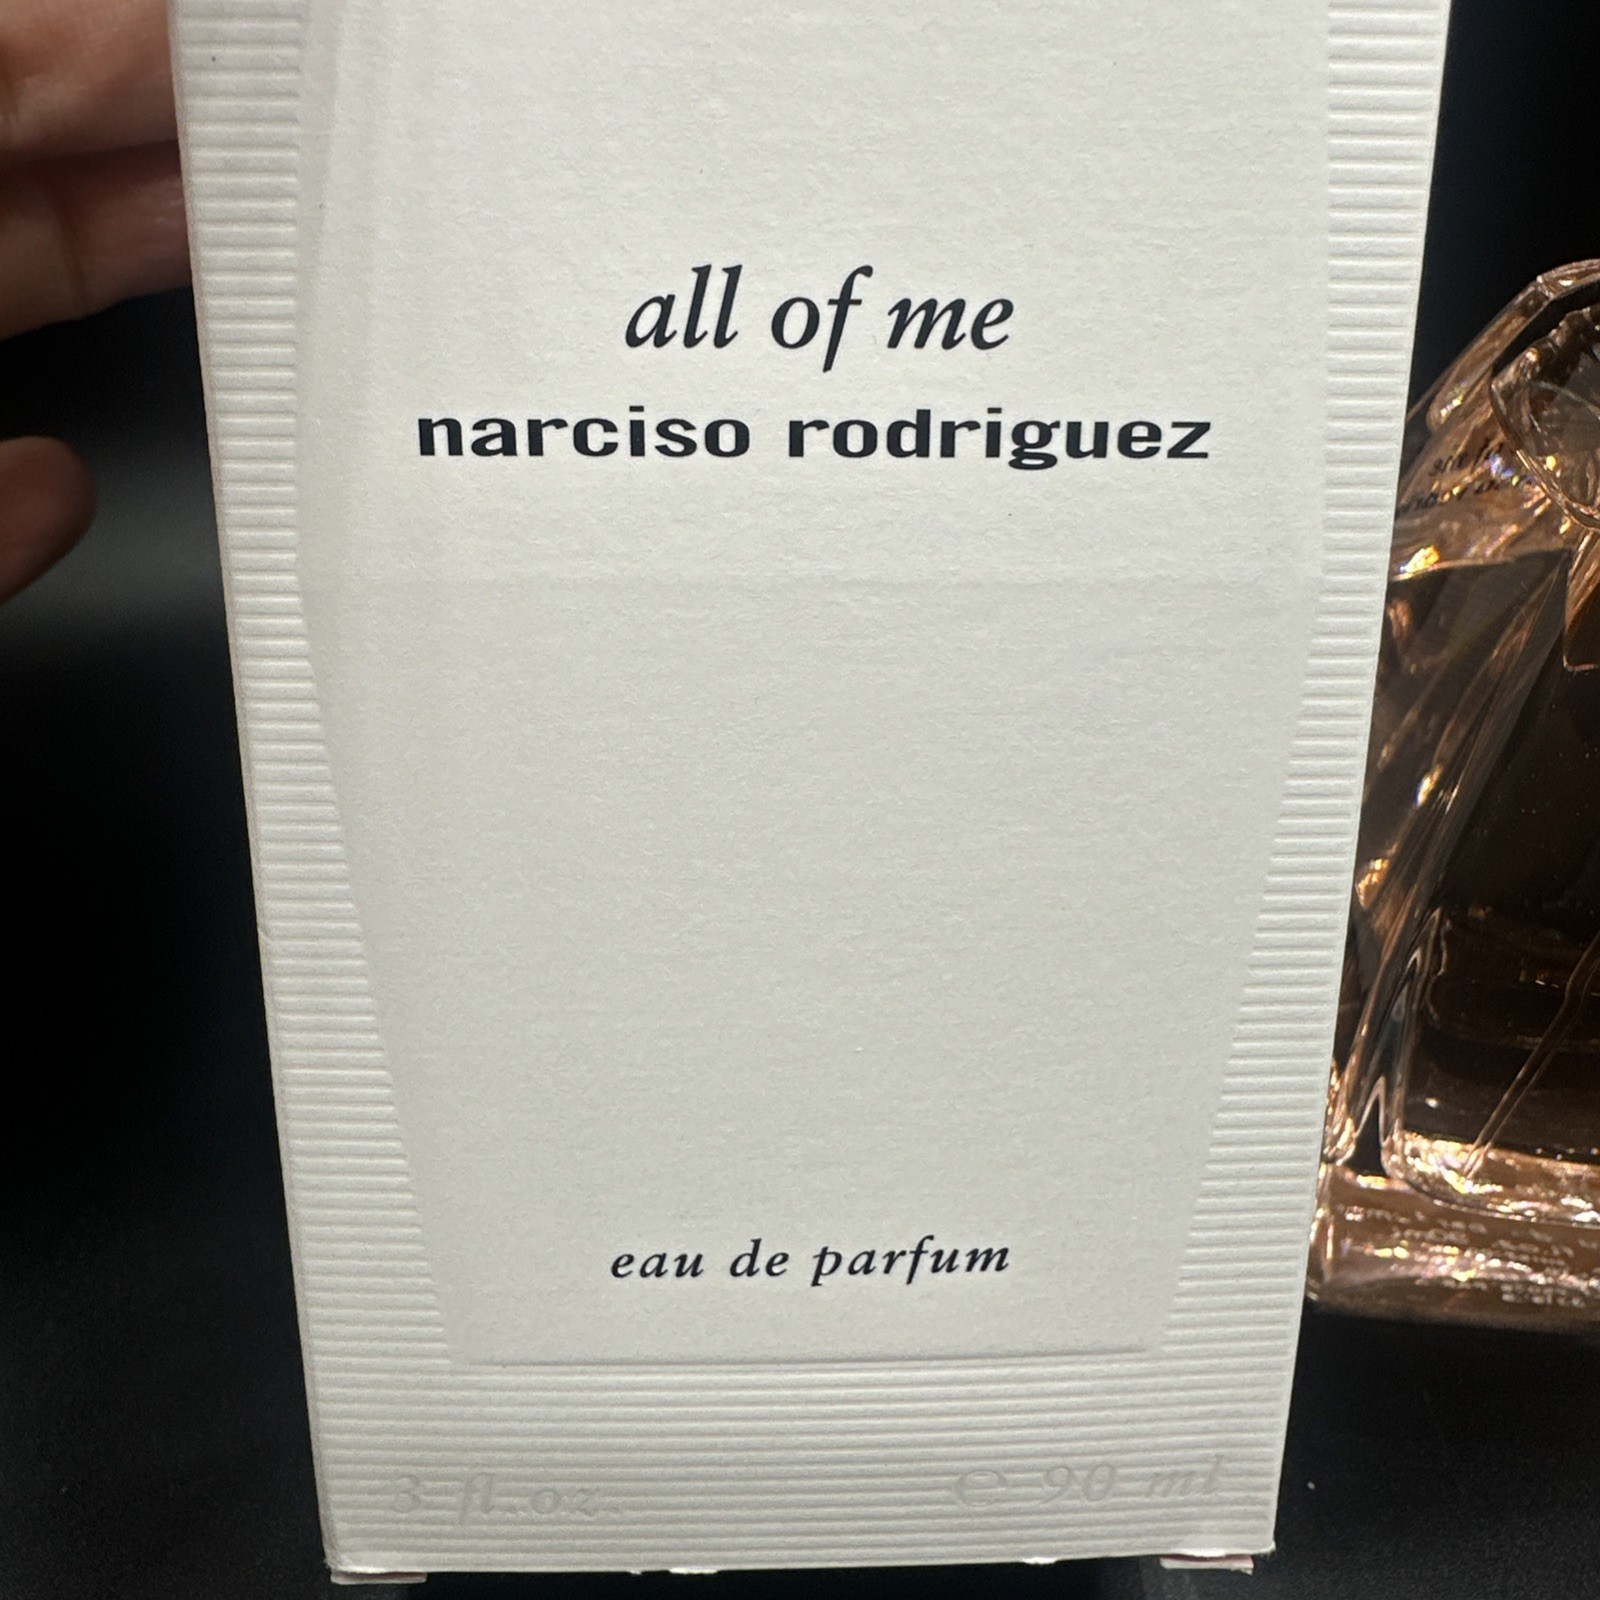 all of me
narciso rodriguez
eau de parfum
3 fl.oz. ℮ 90 ml